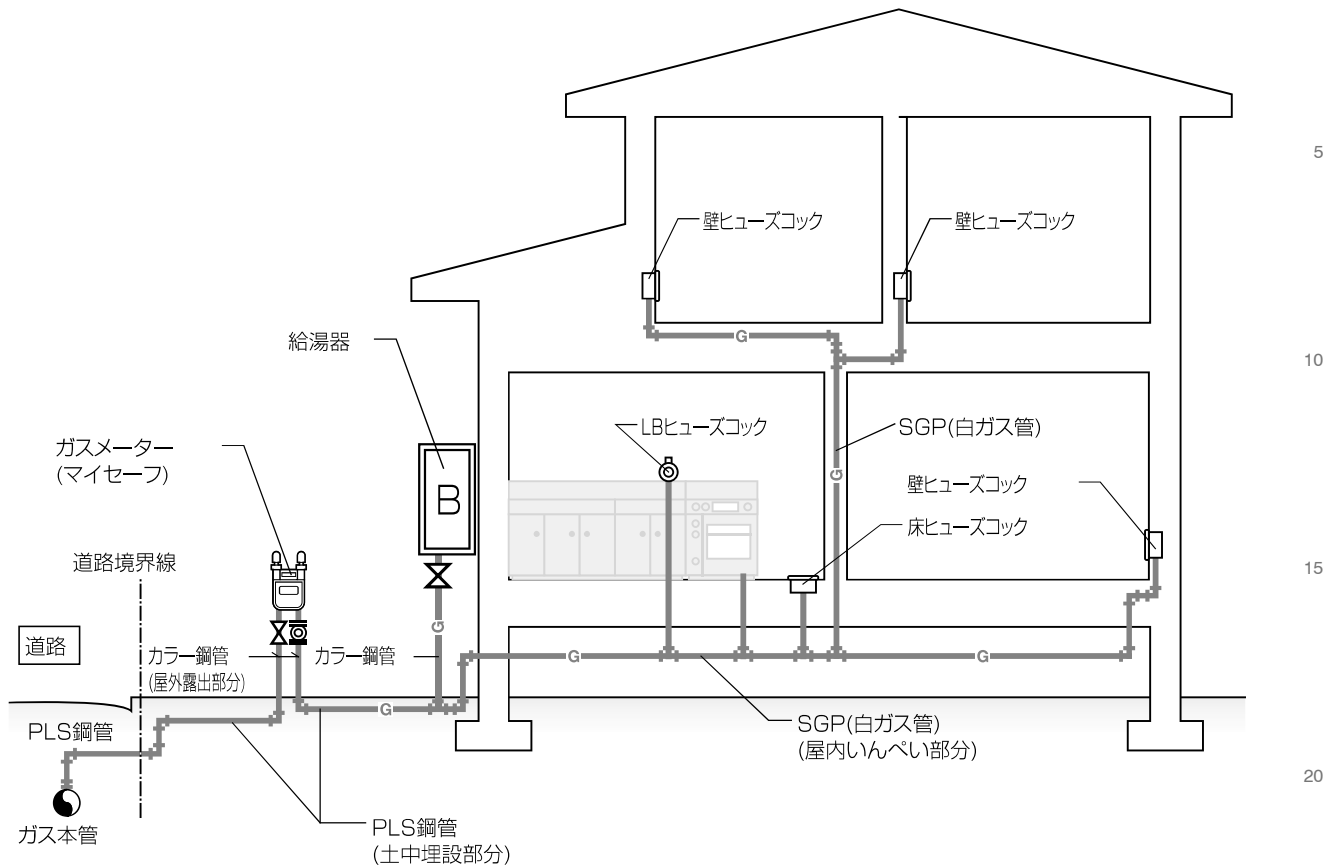 5
壁ヒューズコック
壁ヒューズコック
G
給湯器
10
LBヒューズコック
SGP(白ガス管)
ガスメーター
(マイセーフ)
G
壁ヒューズコック
B
床ヒューズコック
道路境界線
15
G
道路
カラー鋼管
(屋外露出部分)
カラー鋼管
G
G
G
PLS鋼管
SGP(白ガス管)
(屋内いんぺい部分)
20
ガス本管
PLS鋼管
(土中埋設部分)